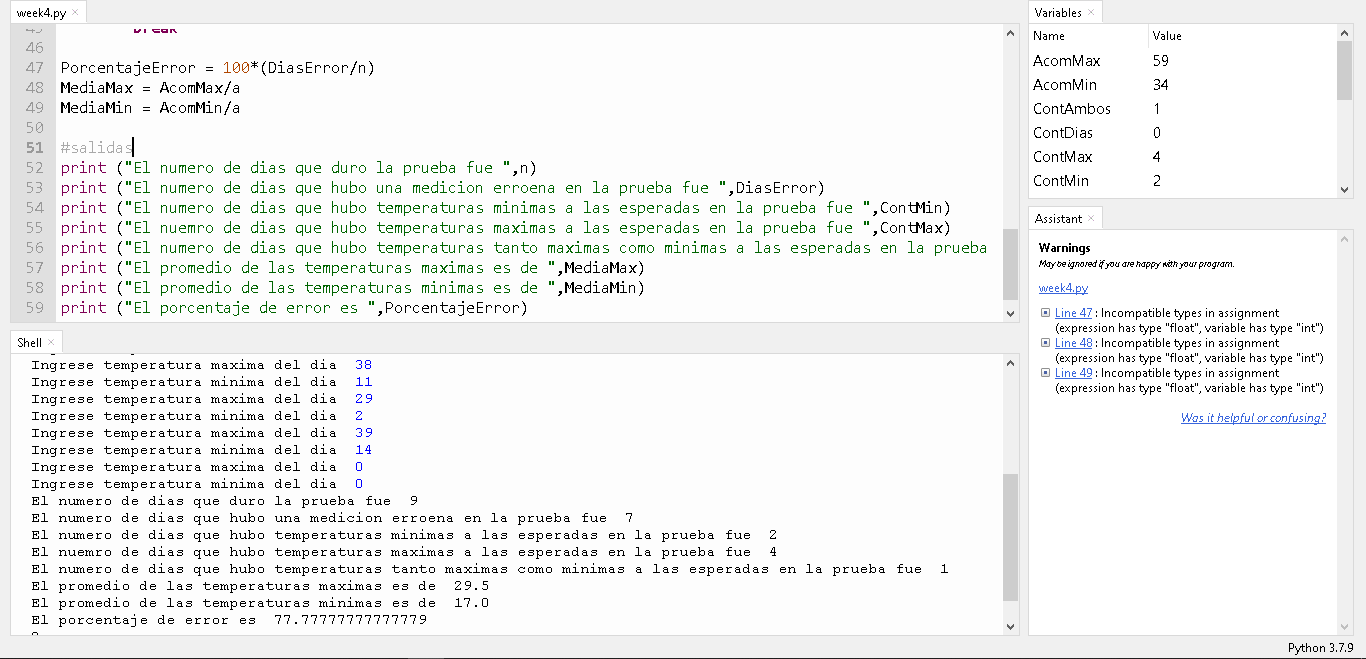 week4.py
45 break
46
47 PorcentajeError = 100*(DiasError/n)
48 MediaMax = AcomMax/a
49 MediaMin = AcomMin/a
50
51 #salidas
52 print ("El numero de dias que duro la prueba fue ",n)
53 print ("El numero de dias que hubo una medicion erroena en la prueba fue ",DiasError)
54 print ("El numero de dias que hubo temperaturas minimas a las esperadas en la prueba fue ",ContMin)
55 print ("El nuemro de dias que hubo temperaturas maximas a las esperadas en la prueba fue ",ContMax)
56 print ("El numero de dias que hubo temperaturas tanto maximas como minimas a las esperadas en la prueba
57 print ("El promedio de las temperaturas maximas es de ",MediaMax)
58 print ("El promedio de las temperaturas minimas es de ",MediaMin)
59 print ("El porcentaje de error es ",PorcentajeError)
Shell
Ingrese temperatura maxima del dia 38
Ingrese temperatura minima del dia 11
Ingrese temperatura maxima del dia 29
Ingrese temperatura minima del dia 2
Ingrese temperatura maxima del dia 39
Ingrese temperatura minima del dia 14
Ingrese temperatura maxima del dia 0
Ingrese temperatura minima del dia 0
El numero de dias que duro la prueba fue 9
El numero de dias que hubo una medicion erroena en la prueba fue 7
El numero de dias que hubo temperaturas minimas a las esperadas en la prueba fue 2
El nuemro de dias que hubo temperaturas maximas a las esperadas en la prueba fue 4
El numero de dias que hubo temperaturas tanto maximas como minimas a las esperadas en la prueba fue 1
El promedio de las temperaturas maximas es de 29.5
El promedio de las temperaturas minimas es de 17.0
El porcentaje de error es 77.77777777777779
Variables
Name Value
AcomMax 59
AcomMin 34
ContAmbos 1
ContDias 0
ContMax 4
ContMin 2
Assistant
Warnings
May be ignored if you are happy with your program.
week4.py
Line 47 : Incompatible types in assignment
(expression has type "float", variable has type "int")
Line 48 : Incompatible types in assignment
(expression has type "float", variable has type "int")
Line 49 : Incompatible types in assignment
(expression has type "float", variable has type "int")
Was it helpful or confusing?
Python 3.7.9